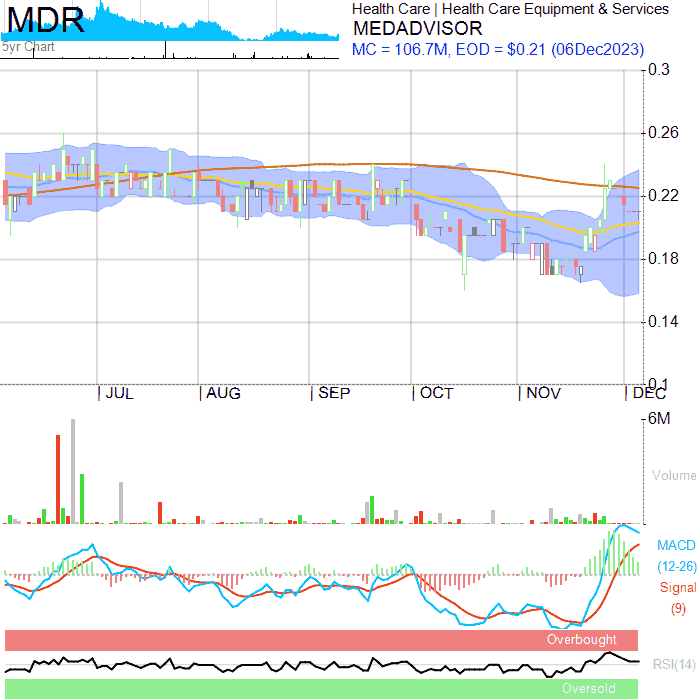 MDR
Health Care | Health Care Equipment & Services
MEDADVISOR
5yr Chart
MC = 106.7M, EOD = $0.21 (06Dec2023)
0.3
0.26
0.22
0.18
0.14
0.1
JUL
AUG
SEP
OCT
NOV
DEC
6M
Volume
MACD
(12-26)
Signal
(9)
Overbought
RSI(14)
Oversold